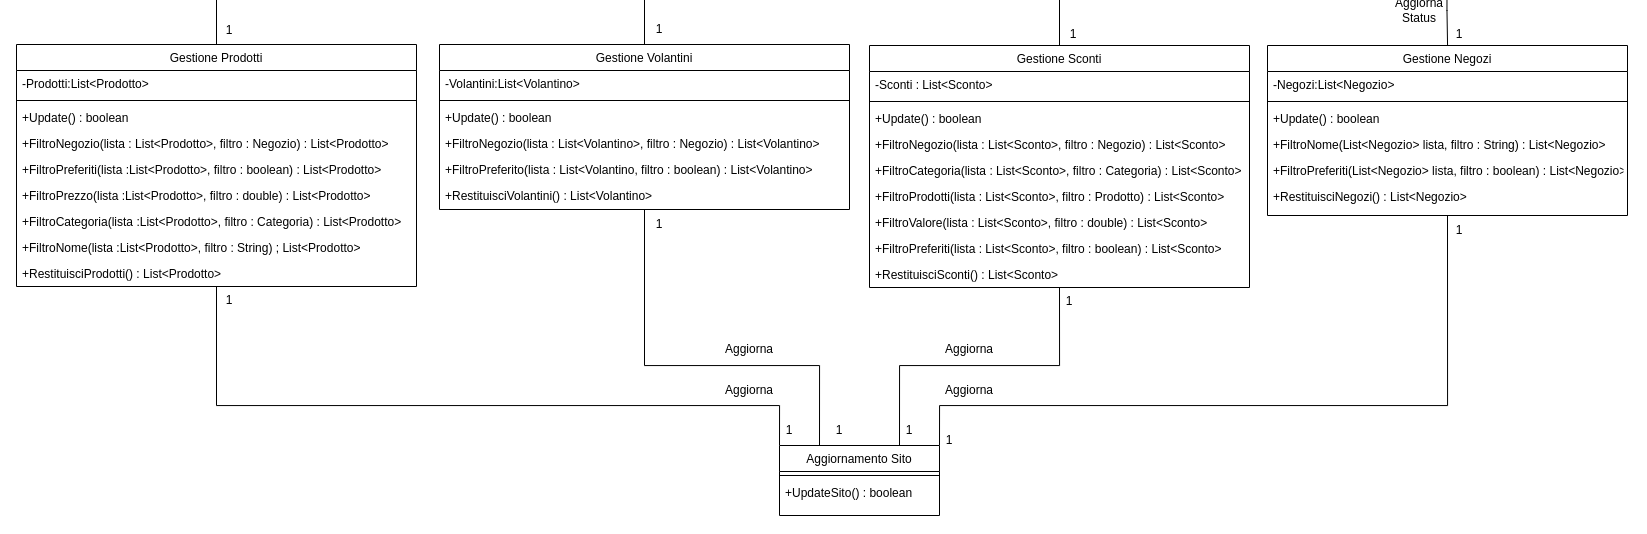 Aggiorna
Status
1
1
1
1
Gestione Prodotti
-Prodotti:List<Prodotto>
+Update() : boolean
+FiltroNegozio(lista : List<Prodotto>, filtro : Negozio) : List<Prodotto>
+FiltroPreferiti(lista :List<Prodotto>, filtro : boolean) : List<Prodotto>
+FiltroPrezzo(lista :List<Prodotto>, filtro : double) : List<Prodotto>
+FiltroCategoria(lista :List<Prodotto>, filtro : Categoria) : List<Prodotto>
+FiltroNome(lista :List<Prodotto>, filtro : String) ; List<Prodotto>
+RestituisciProdotti() : List<Prodotto>
1
Gestione Volantini
-Volantini:List<Volantino>
+Update() : boolean
+FiltroNegozio(lista : List<Volantino>, filtro : Negozio) : List<Volantino>
+FiltroPreferito(lista : List<Volantino, filtro : boolean) : List<Volantino>
+RestituisciVolantini() : List<Volantino>
1
Gestione Sconti
-Sconti : List<Sconto>
+Update() : boolean
+FiltroNegozio(lista : List<Sconto>, filtro : Negozio) : List<Sconto>
+FiltroCategoria(lista : List<Sconto>, filtro : Categoria) : List<Sconto>
+FiltroProdotti(lista : List<Sconto>, filtro : Prodotto) : List<Sconto>
+FiltroValore(lista : List<Sconto>, filtro : double) : List<Sconto>
+FiltroPreferiti(lista : List<Sconto>, filtro : boolean) : List<Sconto>
+RestituisciSconti() : List<Sconto>
1
Gestione Negozi
-Negozi:List<Negozio>
+Update() : boolean
+FiltroNome(List<Negozio> lista, filtro : String) : List<Negozio>
+FiltroPreferiti(List<Negozio> lista, filtro : boolean) : List<Negozio>
+RestituisciNegozi() : List<Negozio>
1
Aggiorna
Aggiorna
Aggiorna
Aggiorna
1
1
1
1
Aggiornamento Sito
+UpdateSito() : boolean